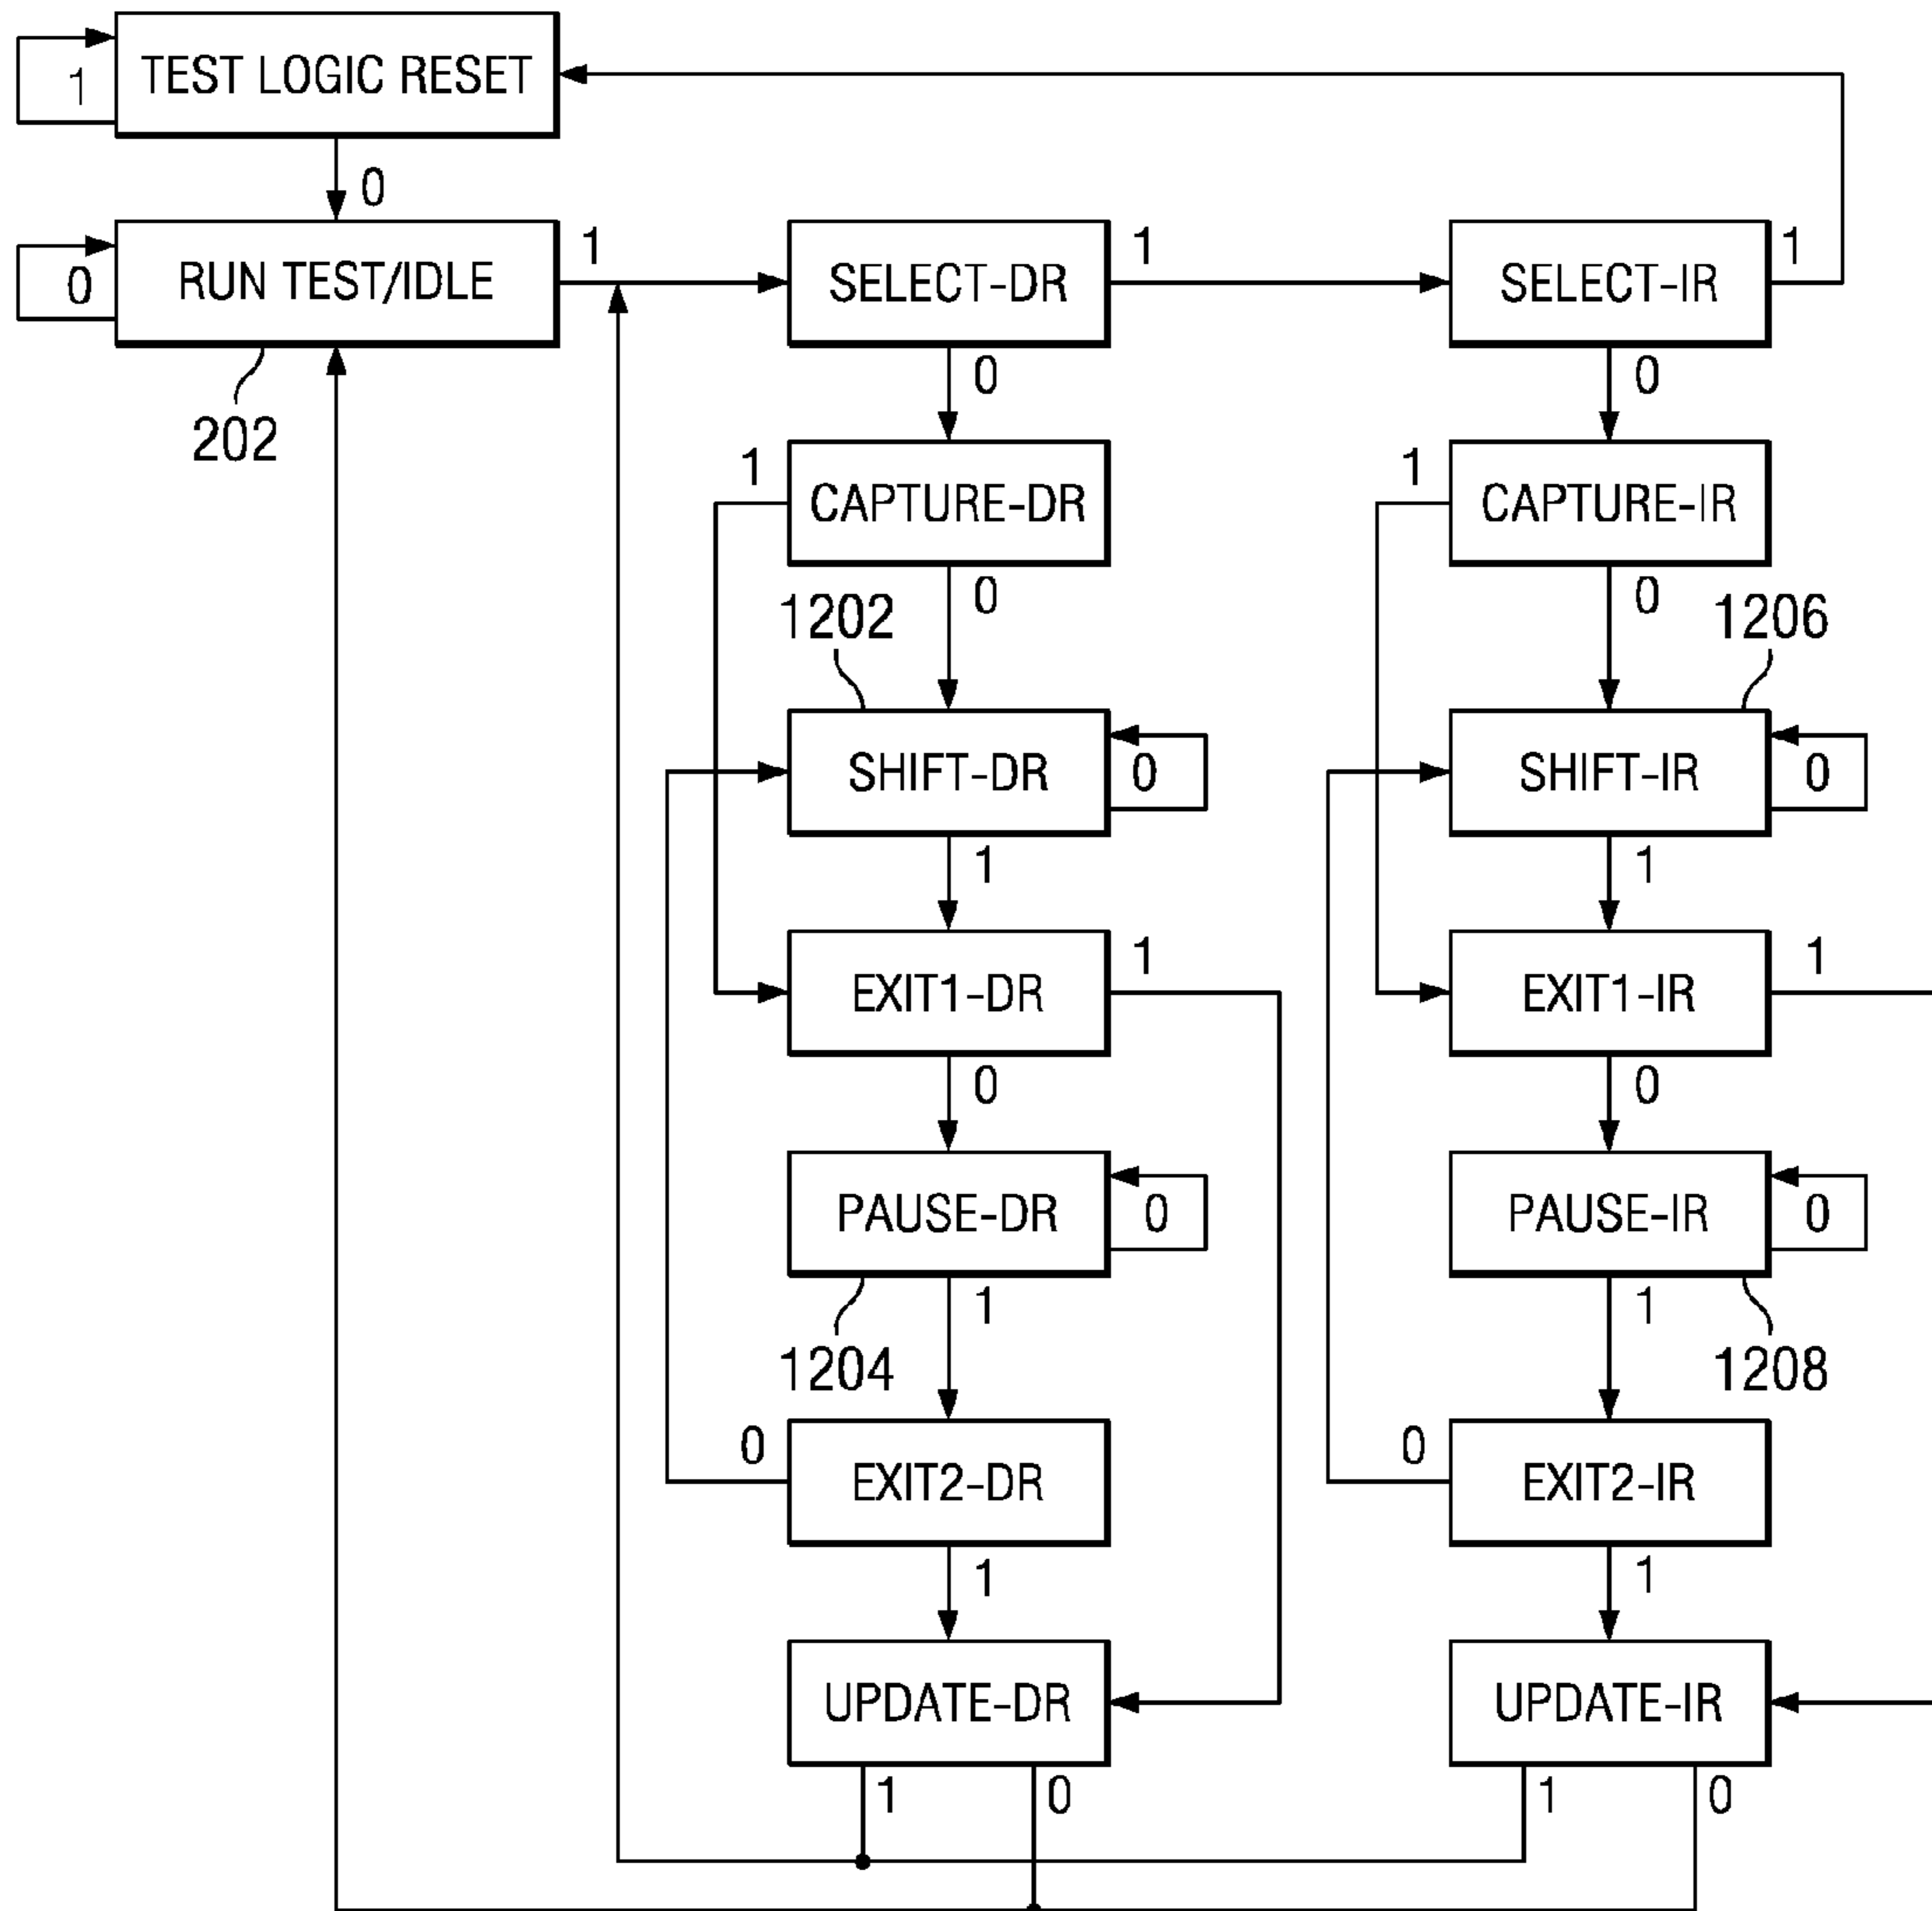 TEST LOGIC RESET
1
0
RUN TEST/IDLE
0
1
202
SELECT-DR
1
0
SELECT-IR
1
0
CAPTURE-DR
1
0
CAPTURE-IR
1
0
1202
SHIFT-DR
0
1
1206
SHIFT-IR
0
1
EXIT1-DR
1
0
EXIT1-IR
1
0
PAUSE-DR
0
1
1204
PAUSE-IR
0
1
1208
EXIT2-DR
0
1
EXIT2-IR
0
1
UPDATE-DR
1
0
UPDATE-IR
1
0